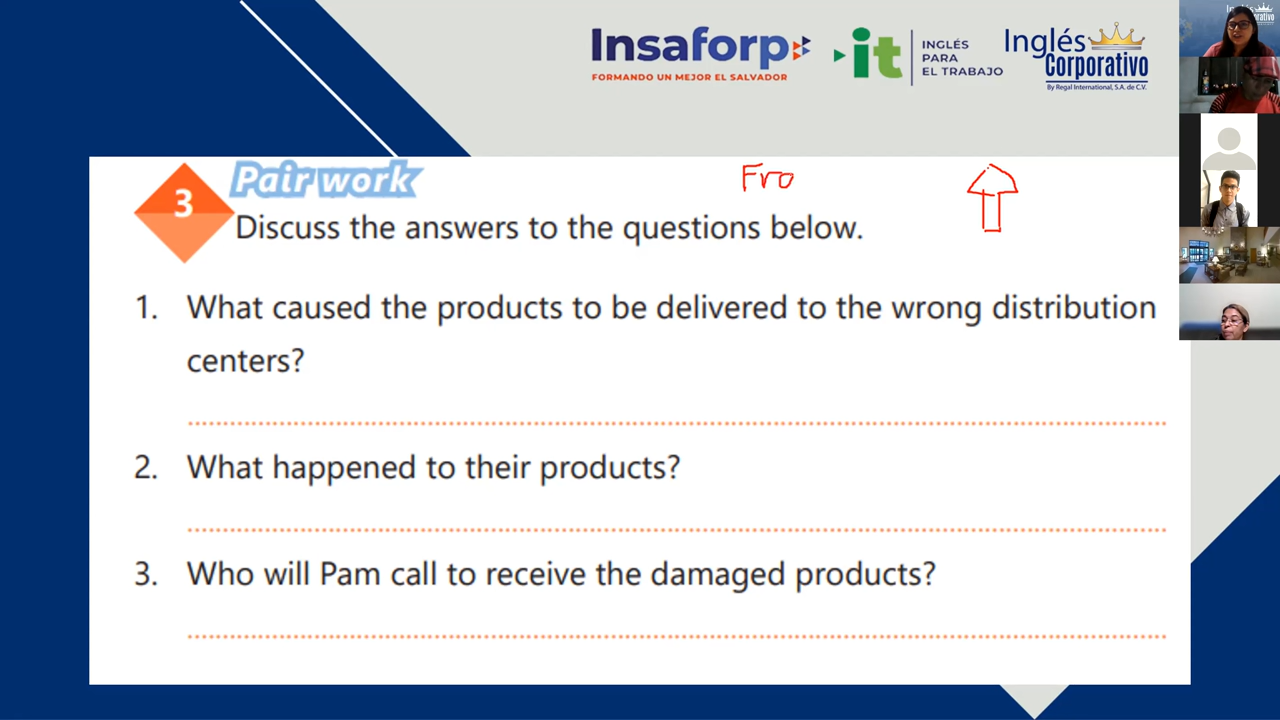 Insaforp
FORMANDO UN MEJOR EL SALVADOR
it
INGLÉS
PARA
EL TRABAJO
Inglés
Corporativo
By Regal International, S.A. de C.V.
3
Pair work
Fro
Discuss the answers to the questions below.
1. What caused the products to be delivered to the wrong distribution
centers?
2. What happened to their products?
3. Who will Pam call to receive the damaged products?